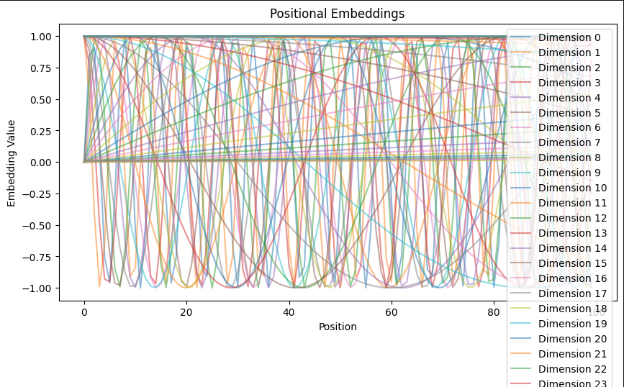 Positional Embeddings
1.00
0.75
0.50
0.25
0.00
−0.25
−0.50
−0.75
−1.00
Embedding Value
0
20
40
60
80
Position
Dimension 0
Dimension 1
Dimension 2
Dimension 3
Dimension 4
Dimension 5
Dimension 6
Dimension 7
Dimension 8
Dimension 9
Dimension 10
Dimension 11
Dimension 12
Dimension 13
Dimension 14
Dimension 15
Dimension 16
Dimension 17
Dimension 18
Dimension 19
Dimension 20
Dimension 21
Dimension 22
Dimension 23